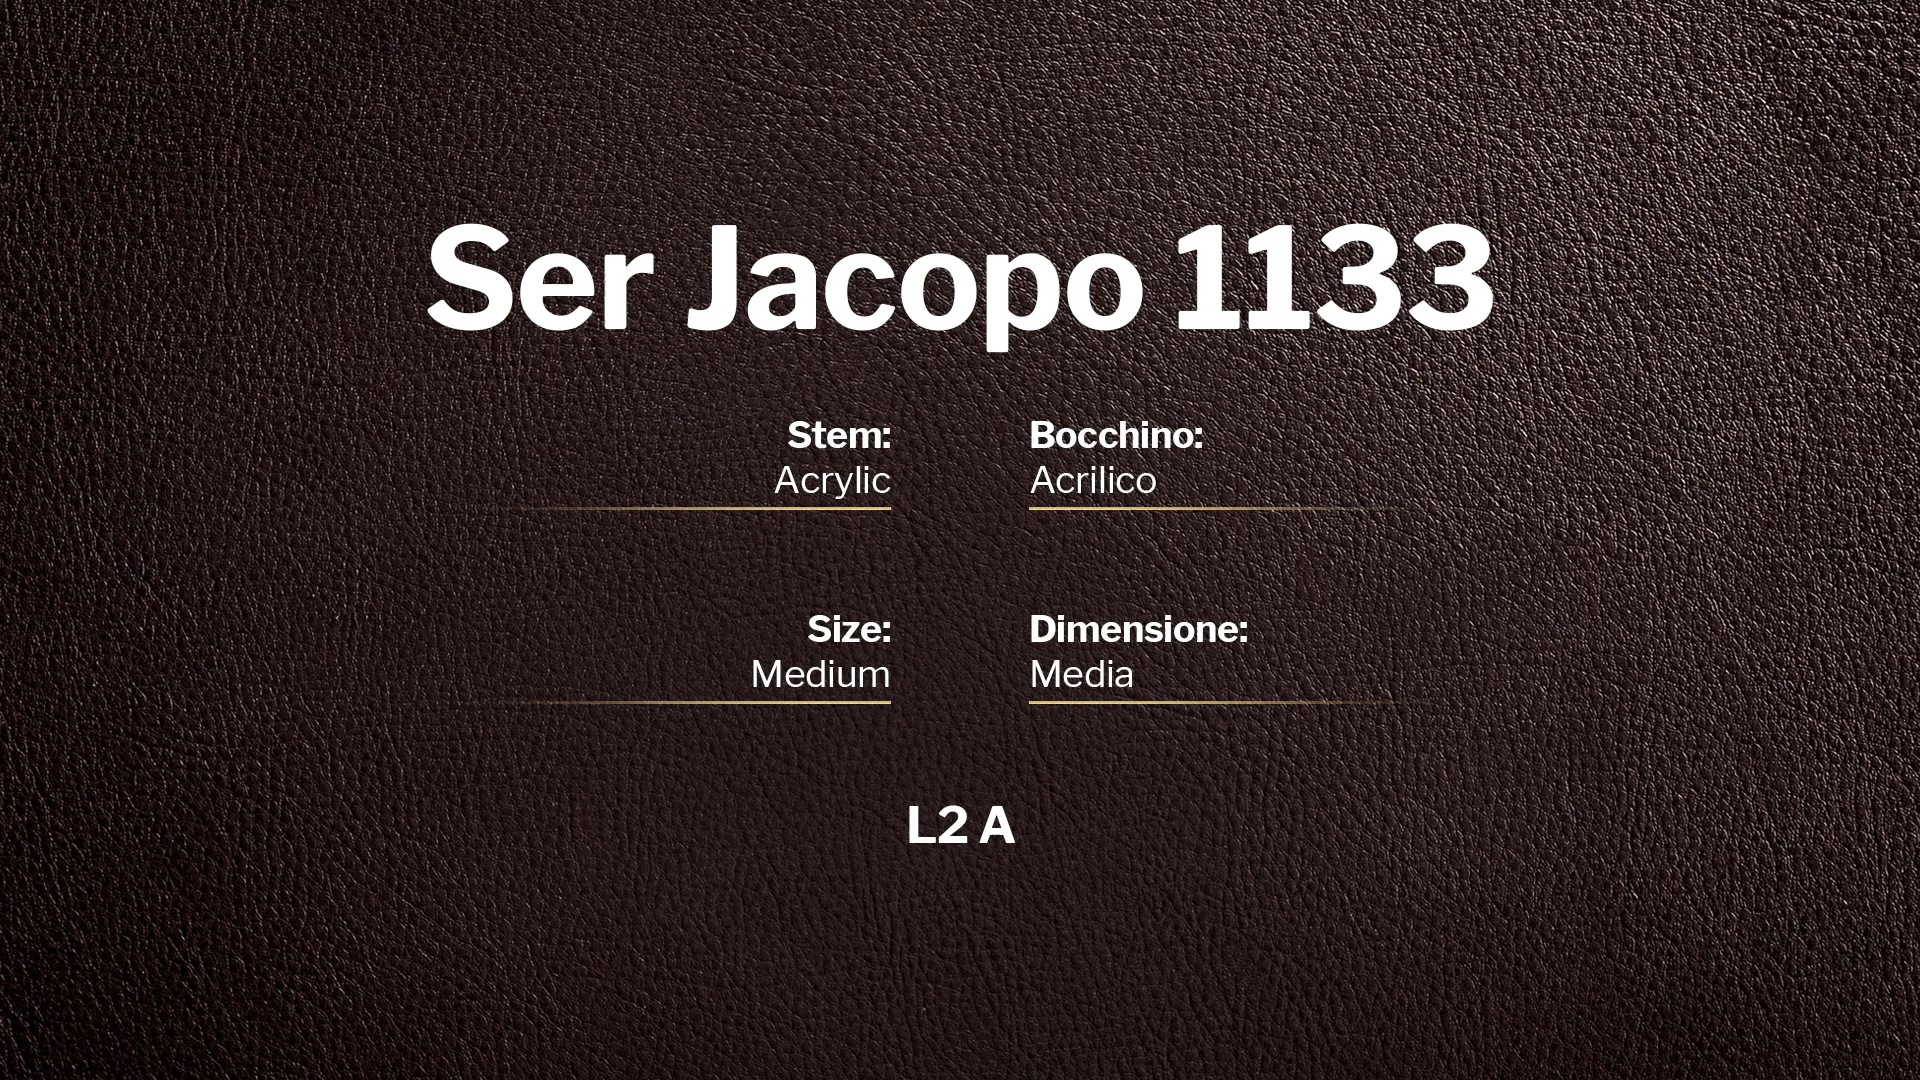 Ser Jacopo 1133
Stem:
Acrylic
Bocchino:
Acrilico
Size:
Medium
Dimensione:
Media
L2 A